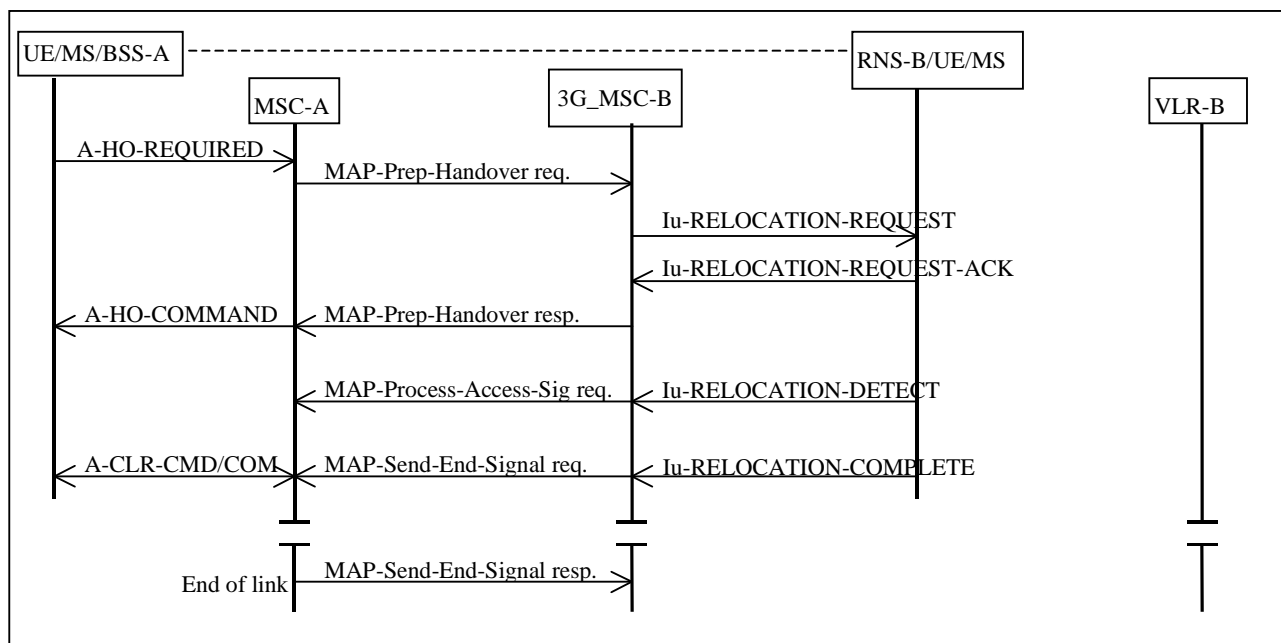 UE/MS/BSS-A
RNS-B/UE/MS
MSC-A
3G_MSC-B
VLR-B
A-HO-REQUIRED
MAP-Prep-Handover req.
Iu-RELOCATION-REQUEST
Iu-RELOCATION-REQUEST-ACK
A-HO-COMMAND
MAP-Prep-Handover resp.
MAP-Process-Access-Sig req.
Iu-RELOCATION-DETECT
A-CLR-CMD/COM
MAP-Send-End-Signal req.
Iu-RELOCATION-COMPLETE
End of link
MAP-Send-End-Signal resp.